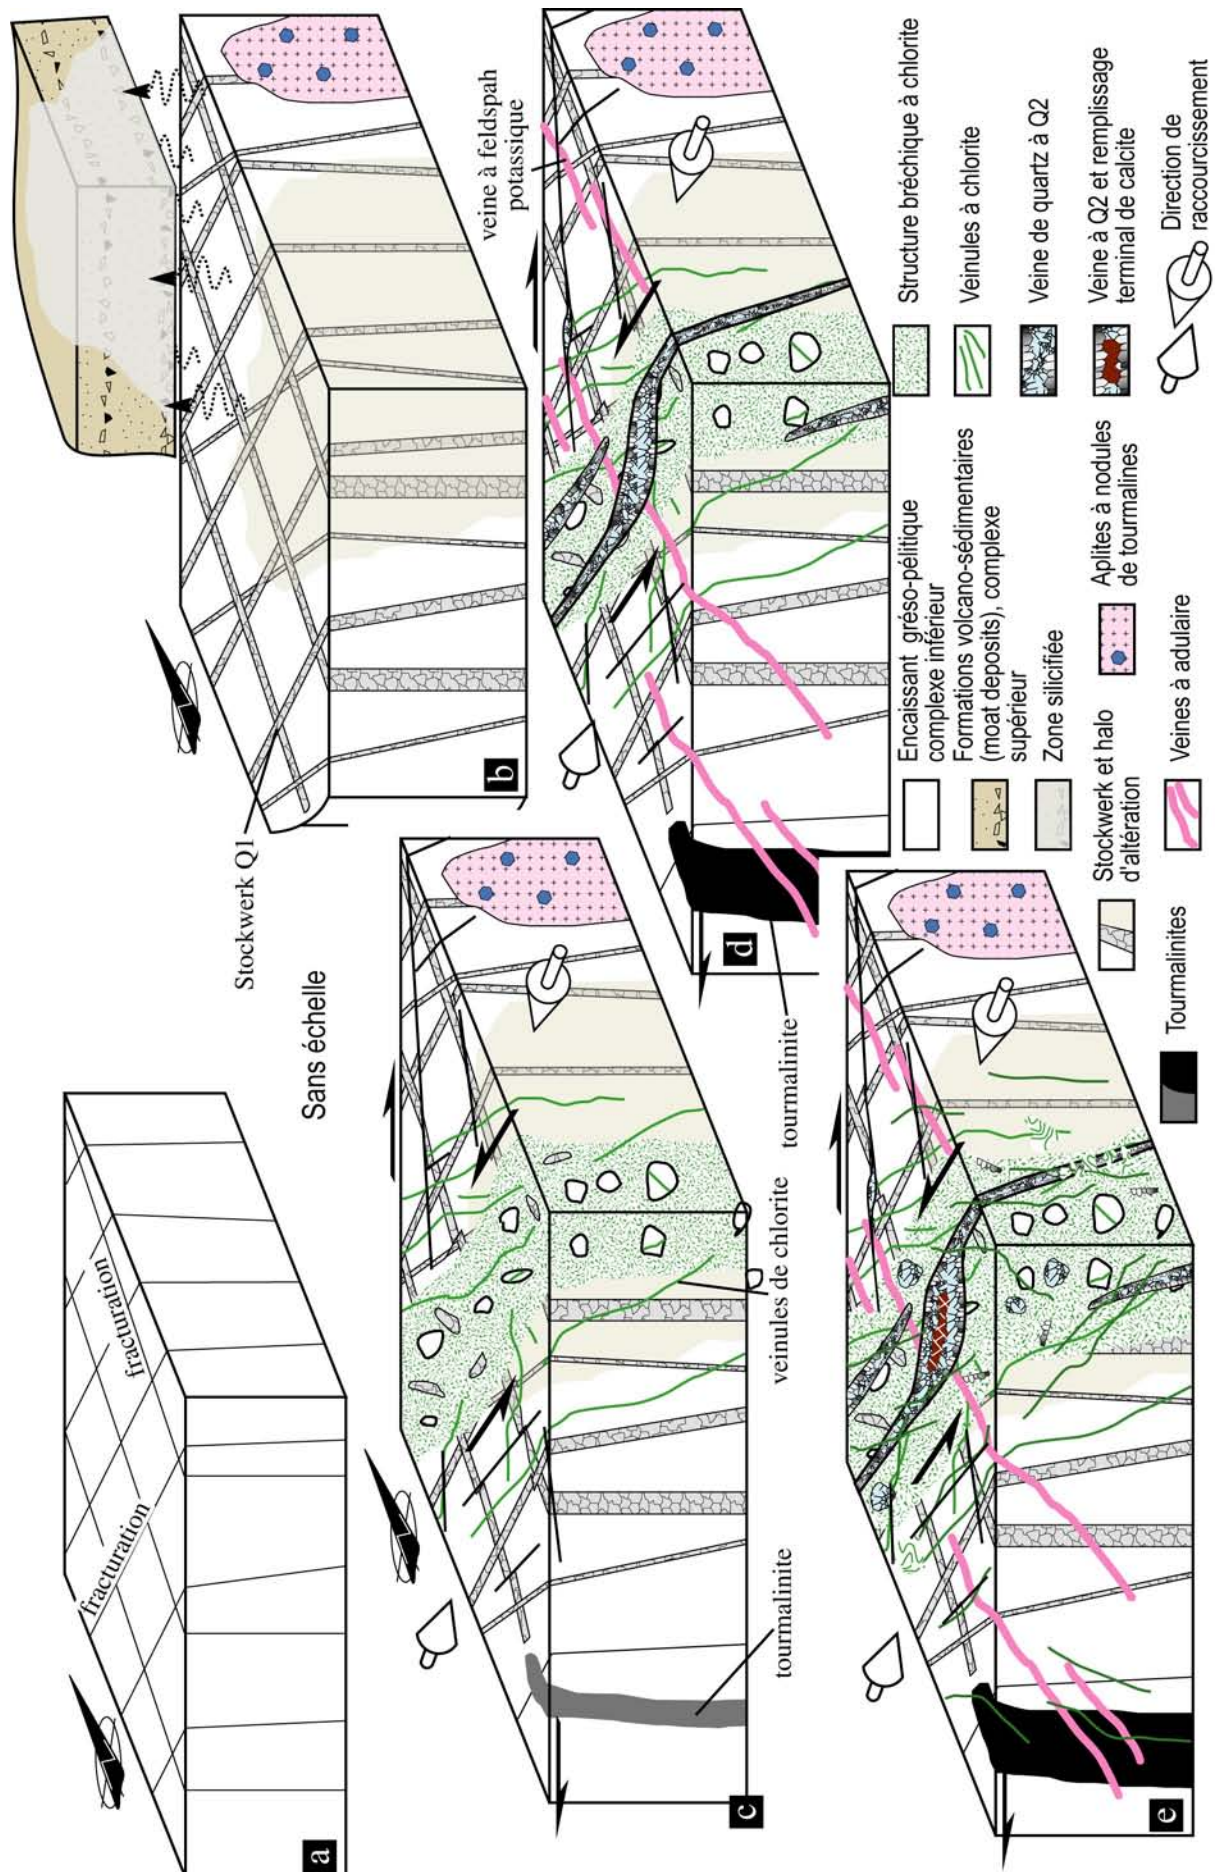 a
fracturation
fracturation
Sans échelle
Stockwerk Q1
b
c
tourmalinite
veinules de chlorite
d
tourmalinite
veine à feldspah
potassique
e
Encaissant gréso-pélitique
complexe inférieur
Formations volcano-sédimentaires
(moat deposits), complexe
supérieur
Zone silicifiée
Stockwerk et halo
d'altération
Aplites à nodules
de tourmalines
Tourmalinites
Veines à adulaire
Structure bréchique à chlorite
Veinules à chlorite
Veine de quartz à Q2
Veine à Q2 et remplissage
terminal de calcite
Direction de
raccourcissement